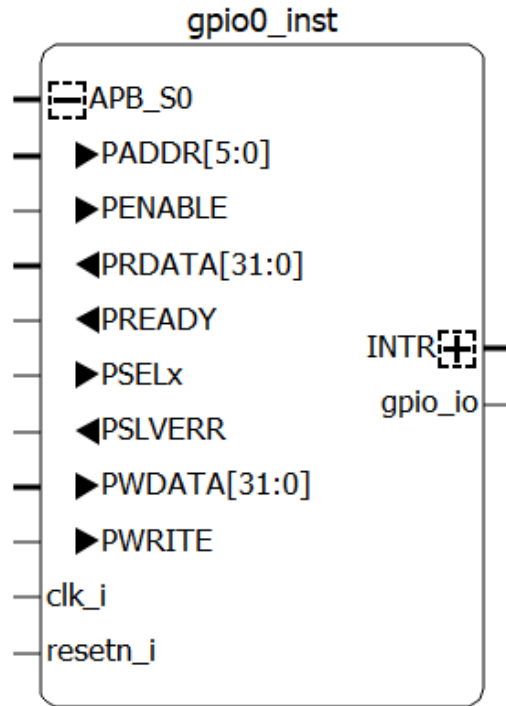 gpio0_inst
APB_S0
PADDR[5:0]
PENABLE
PRDATA[31:0]
PREADY
PSELx
PSLVERR
PWDATA[31:0]
PWRITE
clk_i
resetn_i
INTR
gpio_io